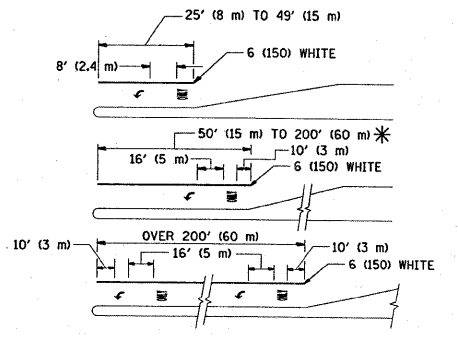 25' (8 m) TO 49' (15 m)
6 (150) WHITE
8' (2.4 m)
50' (15 m) TO 200' (60 m) *
16' (5 m)
10' (3 m)
6 (150) WHITE
OVER 200' (60 m)
10' (3 m)
16' (5 m)
10' (3 m)
6 (150) WHITE